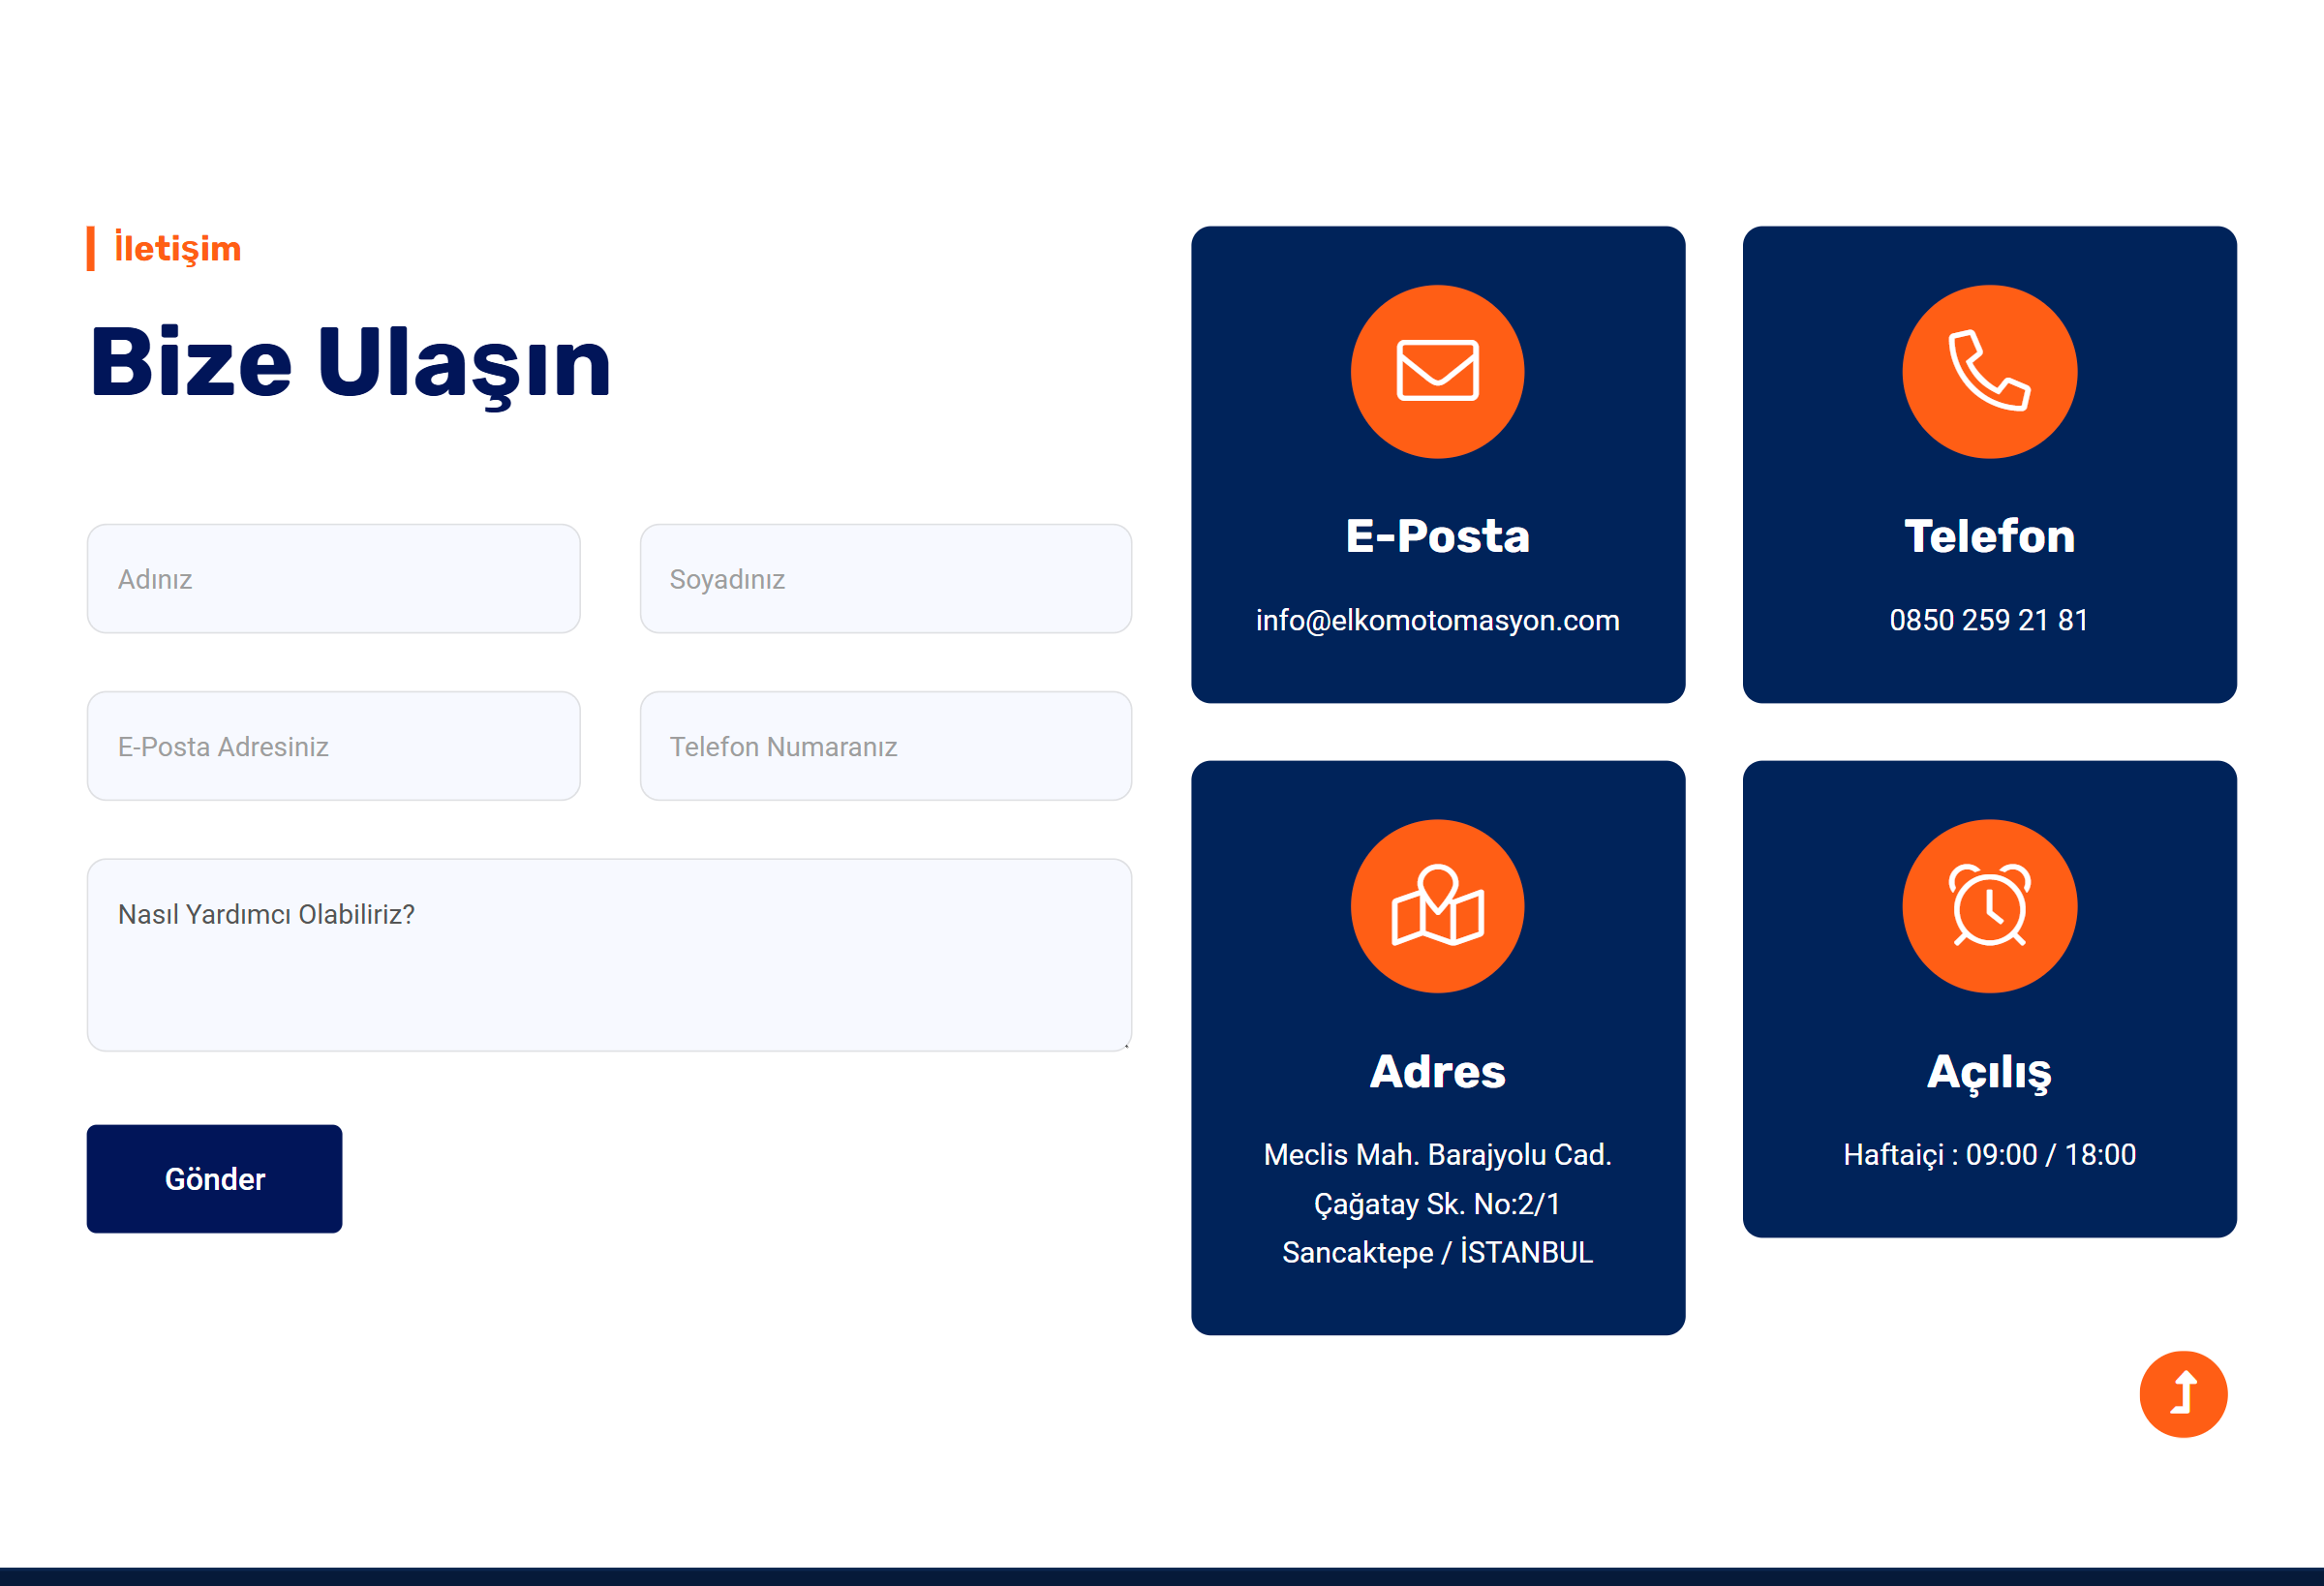 İletişim
Bize Ulaşın
Adınız
Soyadınız
E-Posta Adresiniz
Telefon Numaranız
Nasıl Yardımcı Olabiliriz?
Gönder
E-Posta
info@elkomotomasyon.com
Telefon
0850 259 21 81
Adres
Meclis Mah. Barajyolu Cad.
Çağatay Sk. No:2/1
Sancaktepe / İSTANBUL
Açılış
Haftaiçi : 09:00 / 18:00